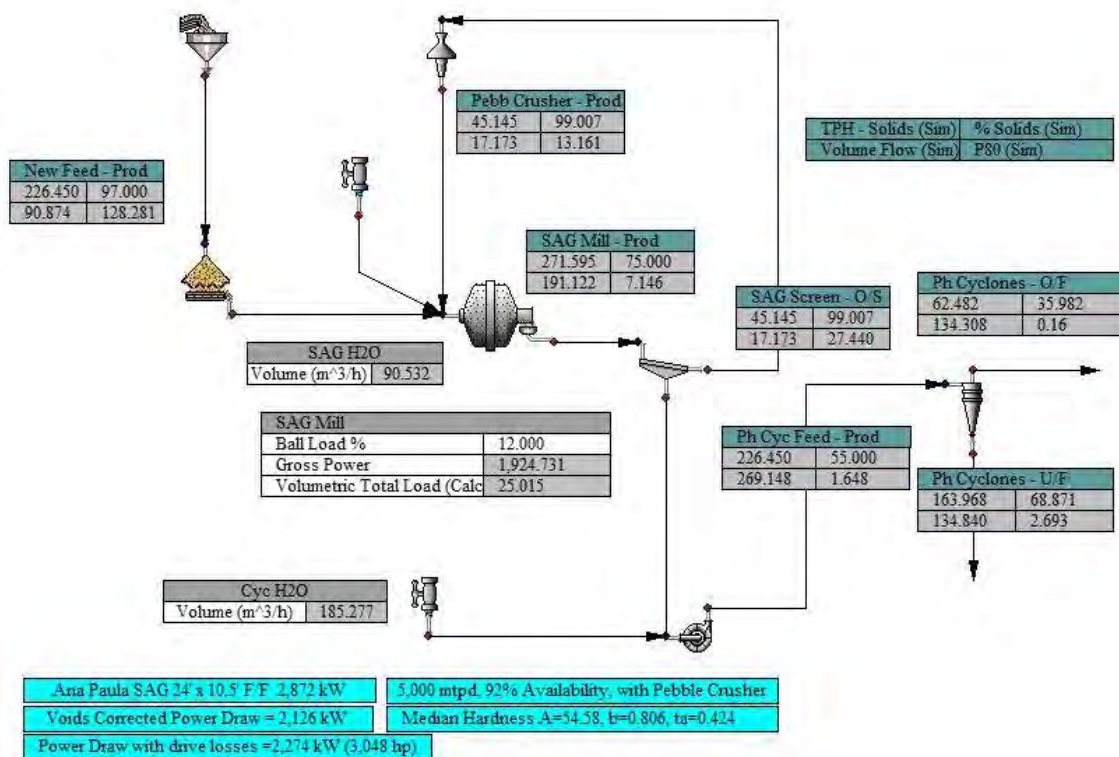 Pebb Crusher - Prod
45.145 99.007
17.173 13.161
TPH - Solids (Sim) % Solids (Sim)
Volume Flow (Sim) P80 (Sim)
New Feed - Prod
226.450 97.000
90.874 128.281
SAG Mill - Prod
271.595 75.000
191.122 7.146
SAG Screen - O/S
45.145 99.007
17.173 27.440
Ph Cyclones - O/F
62.482 35.982
134.308 0.16
SAG H2O
Volume (m^3/h) 90.532
SAG Mill
Ball Load % 12.000
Gross Power 1,924.731
Volumetric Total Load (Calc 25.015
Ph Cyc Feed - Prod
226.450 55.000
269.148 1.648
Ph Cyclones - U/F
163.968 68.871
134.840 2.693
Cyc H2O
Volume (m^3/h) 185.277
Ana Paula SAG 24' x 10.5' F/F 2,872 kW
5,000 mtpd, 92% Availability, with Pebble Crusher
Voids Corrected Power Draw = 2,126 kW
Median Hardness A=54.58, b=0.806, ta=0.424
Power Draw with drive losses =2,274 kW (3,048 hp)